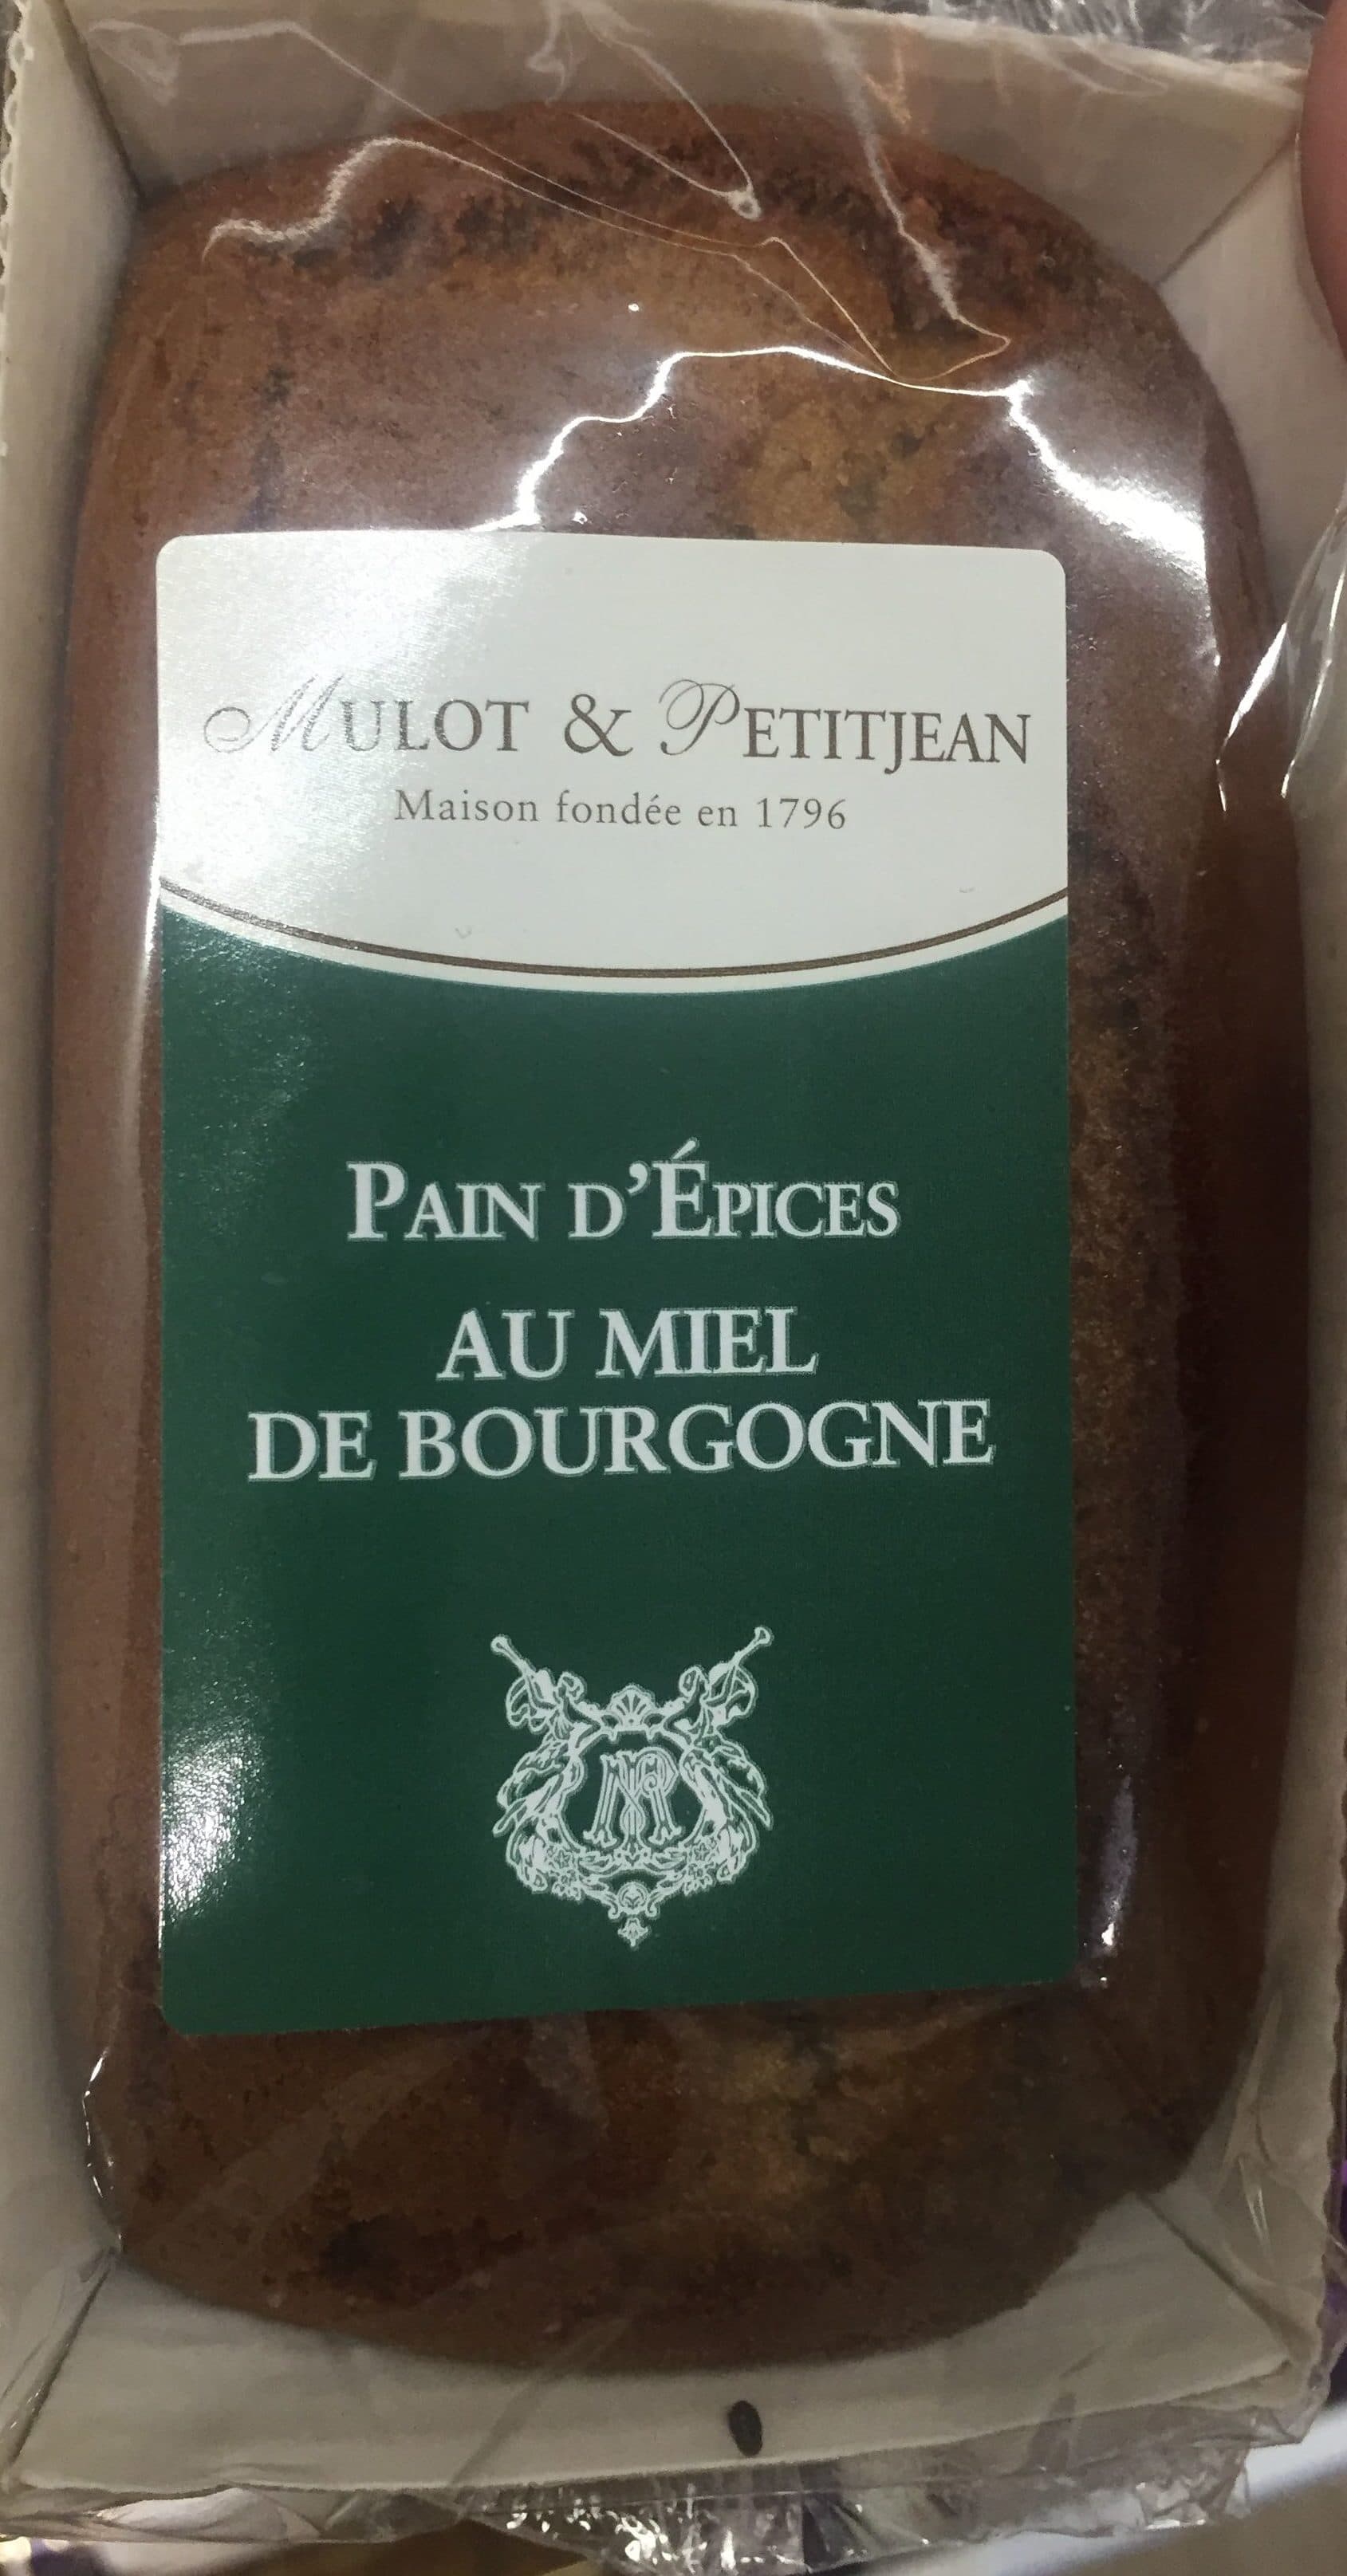 MULOT & PETITJEAN
Maison fondée en 1796
PAIN D'ÉPICES
AU MIEL
DE BOURGOGNE